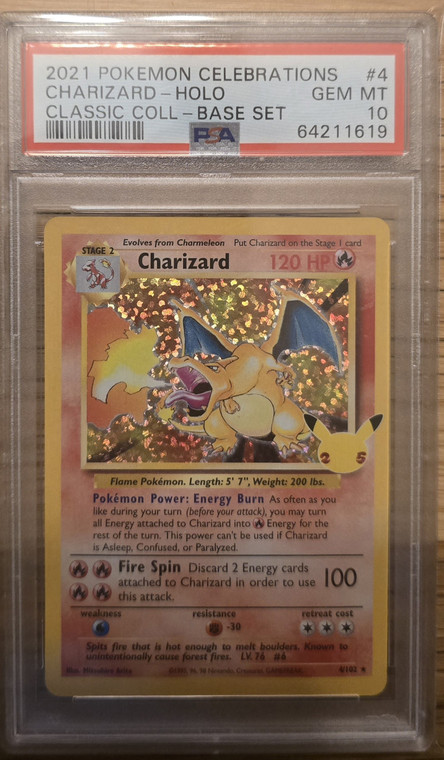 2021 POKEMON CELEBRATIONS #4
CHARIZARD - HOLO GEM MT
CLASSIC COLL - BASE SET 10
PSA 64211619
Evolves from Charmeleon Put Charizard on the Stage 1 card
STAGE 2
Charizard 120 HP
25
Flame Pokémon. Length: 5' 7", Weight: 200 lbs.
Pokémon Power: Energy Burn As often as you
like during your turn (before your attack), you may turn
all Energy attached to Charizard into Energy for the
rest of the turn. This power can't be used if Charizard
is Asleep, Confused, or Paralyzed.
Fire Spin Discard 2 Energy cards
attached to Charizard in order to use
this attack.
100
weakness resistance retreat cost
-30
Spits fire that is hot enough to melt boulders. Known to
unintentionally cause forest fires. LV. 76 #6
Illus. Mitsuhiro Arita 4/102 ★